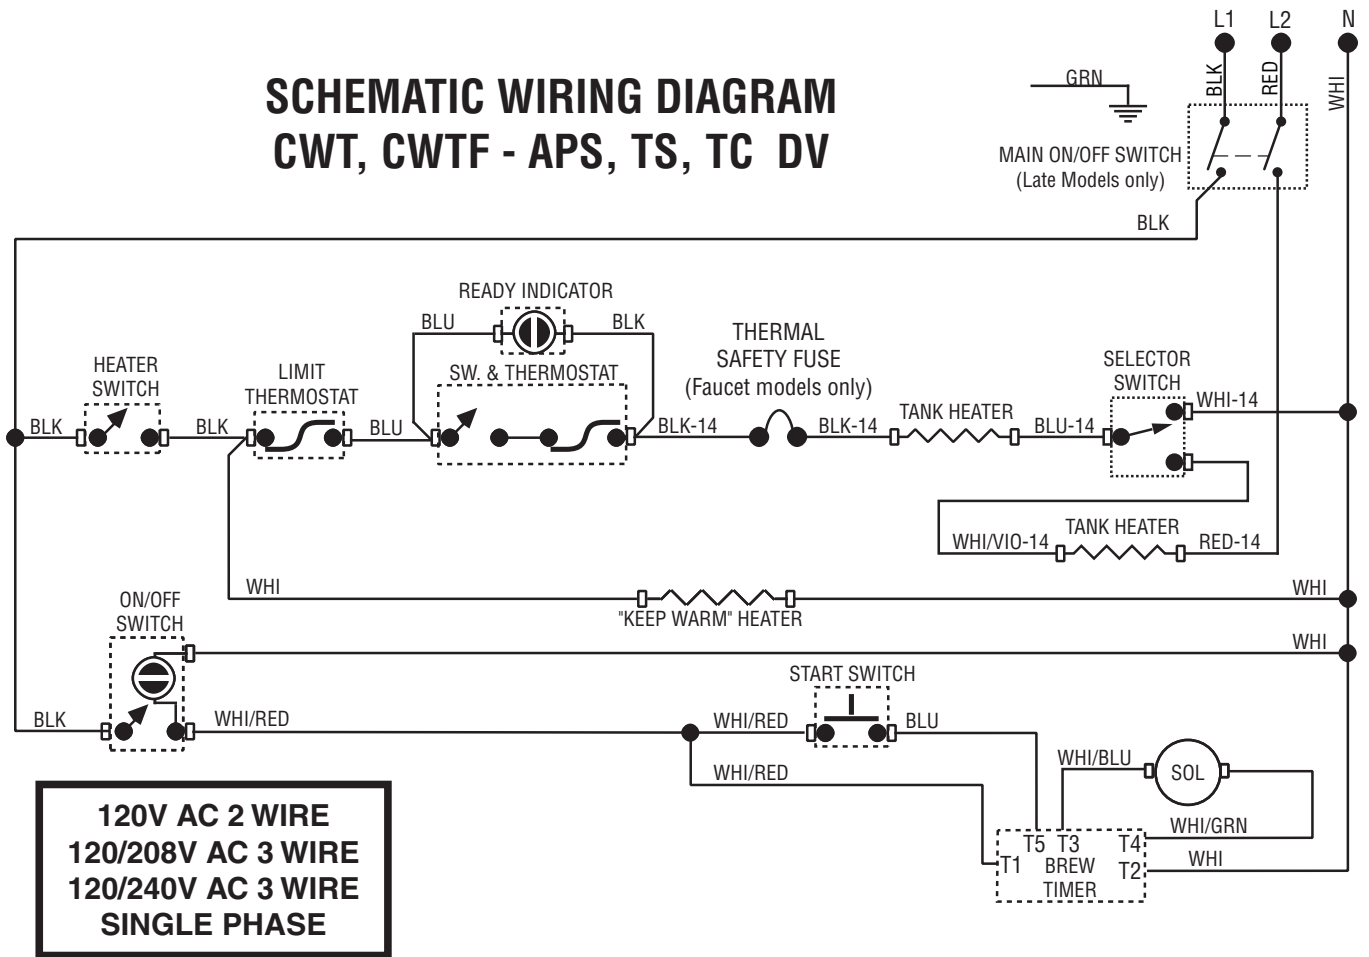 L1 L2 N
BLK RED WHI
GRN
SCHEMATIC WIRING DIAGRAM
CWT, CWTF - APS, TS, TC DV
MAIN ON/OFF SWITCH
(Late Models only)
BLK
READY INDICATOR
BLU BLK
THERMAL
SAFETY FUSE
(Faucet models only)
HEATER
SWITCH
LIMIT
THERMOSTAT
SW. & THERMOSTAT
SELECTOR
SWITCH
WHI-14
BLK BLK BLU BLK-14 BLK-14 TANK HEATER BLU-14
WHI/VIO-14 TANK HEATER RED-14
WHI WHI
"KEEP WARM" HEATER
ON/OFF
SWITCH
WHI
START SWITCH
BLK WHI/RED WHI/RED BLU
WHI/RED
WHI/BLU SOL
WHI/GRN
T5 T3 T4
T1 BREW T2 WHI
TIMER
120V AC 2 WIRE
120/208V AC 3 WIRE
120/240V AC 3 WIRE
SINGLE PHASE